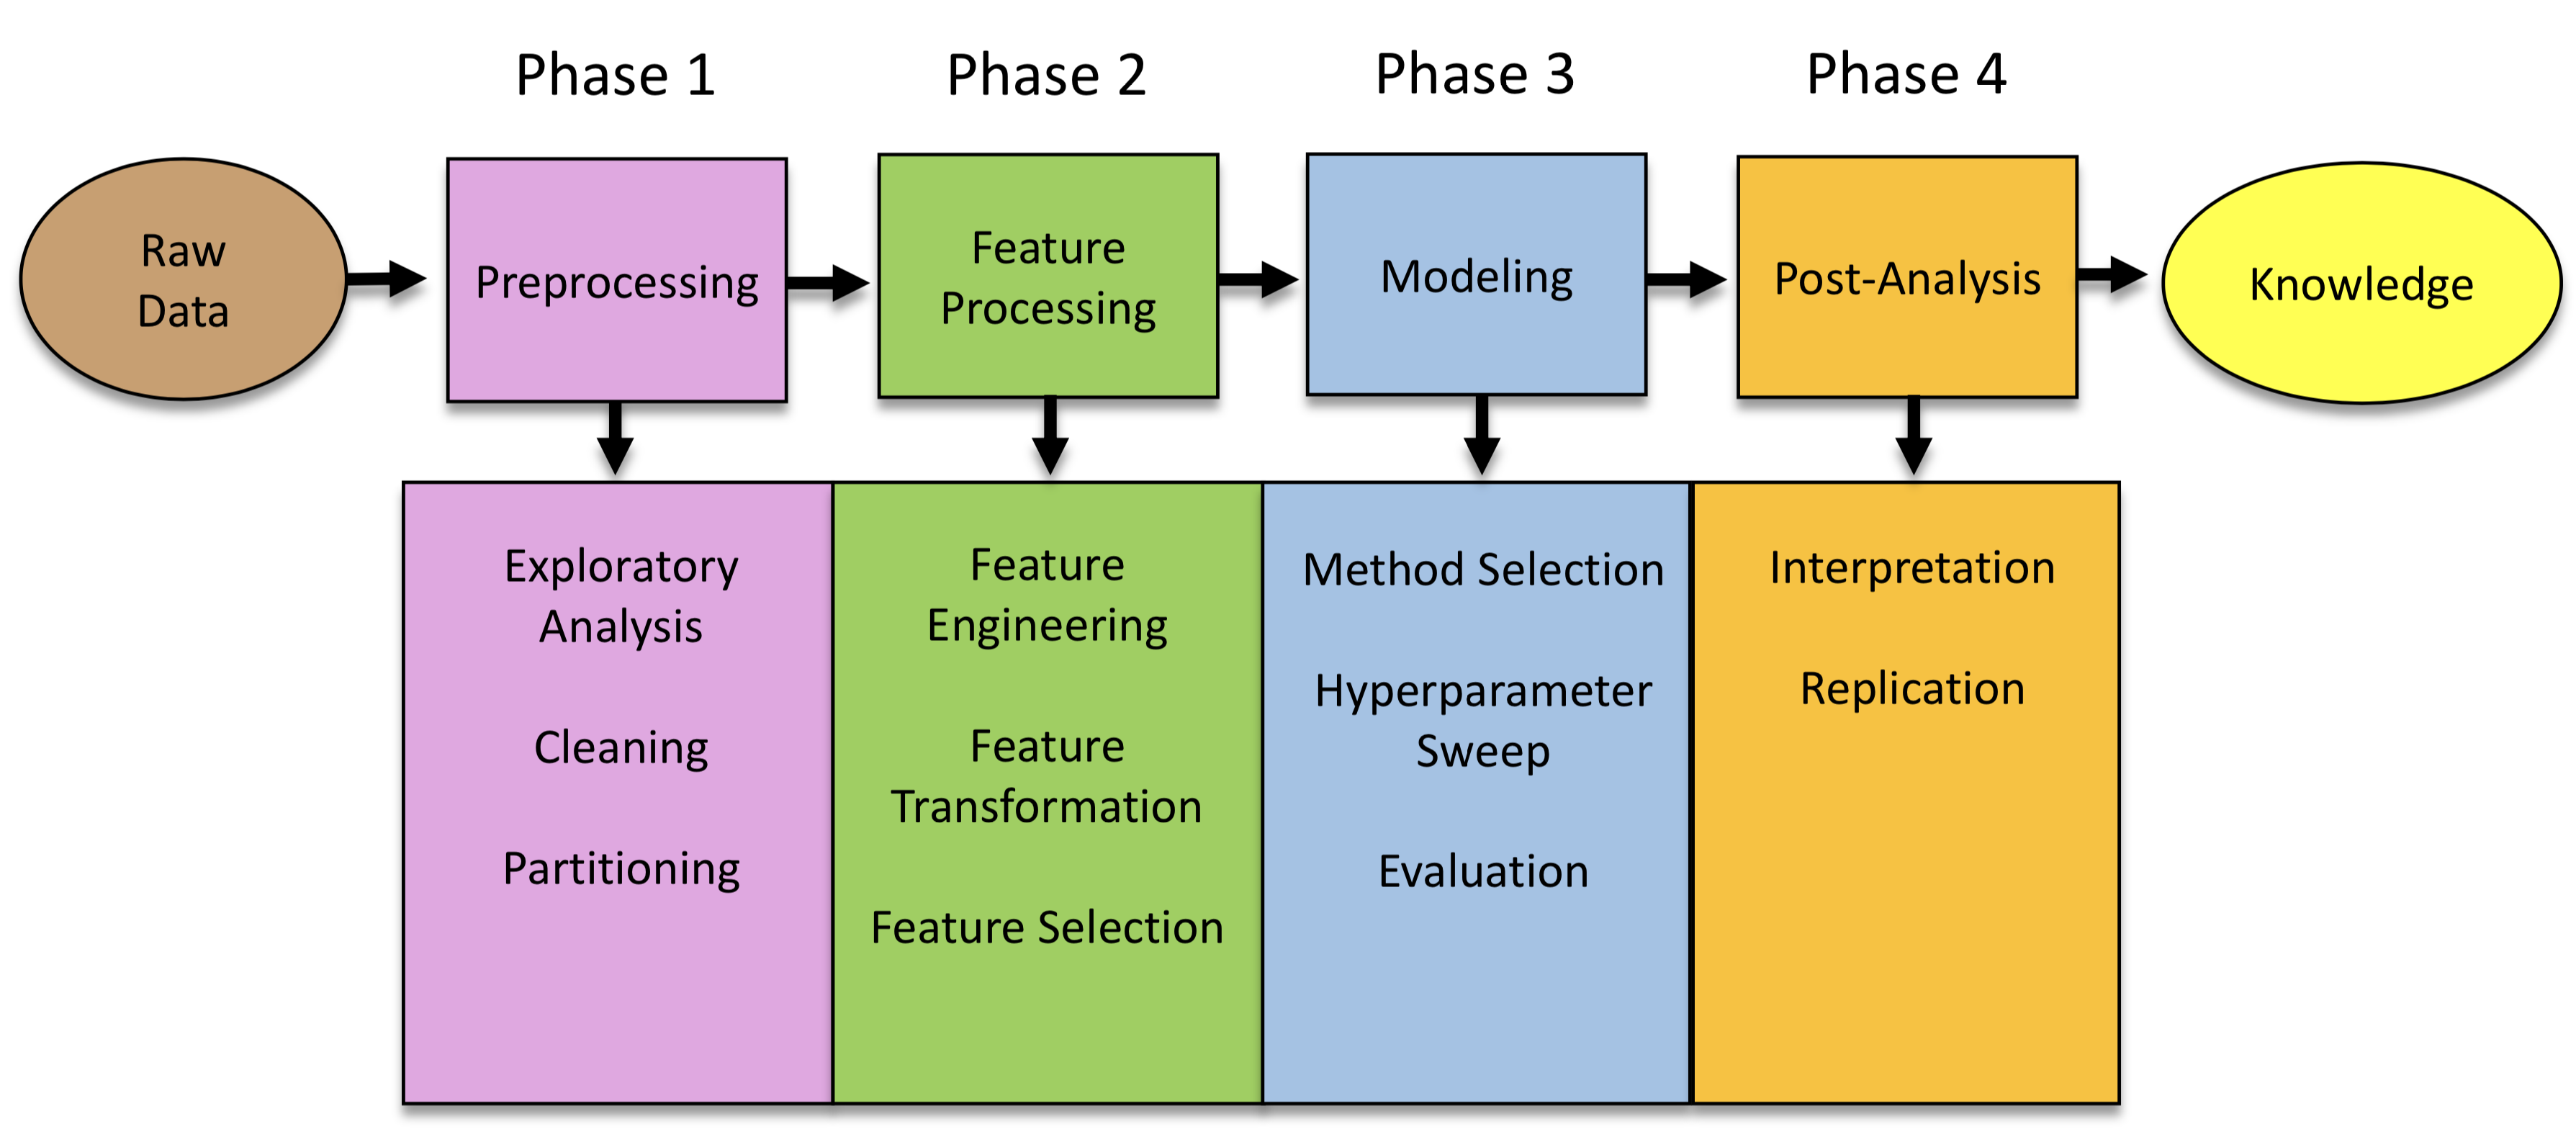 Phase 1
Phase 2
Phase 3
Phase 4
Raw
Data
Preprocessing
Feature
Processing
Modeling
Post-Analysis
Knowledge
Exploratory
Analysis
Cleaning
Partitioning
Feature
Engineering
Feature
Transformation
Feature Selection
Method Selection
Hyperparameter
Sweep
Evaluation
Interpretation
Replication